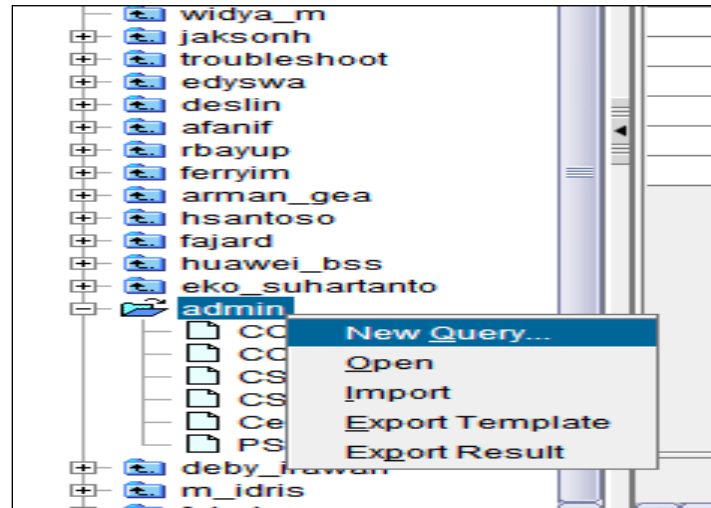 widya_m
jaksonh
troubleshoot
edyswa
deslin
afanif
rbayup
ferryim
arman_gea
hsantoso
fajard
huawei_bss
eko_suhartanto
admin
CO
CO
CS
CS
Ce
PS
New Query...
Open
Import
Export Template
Export Result
deby_irawan
m_idris